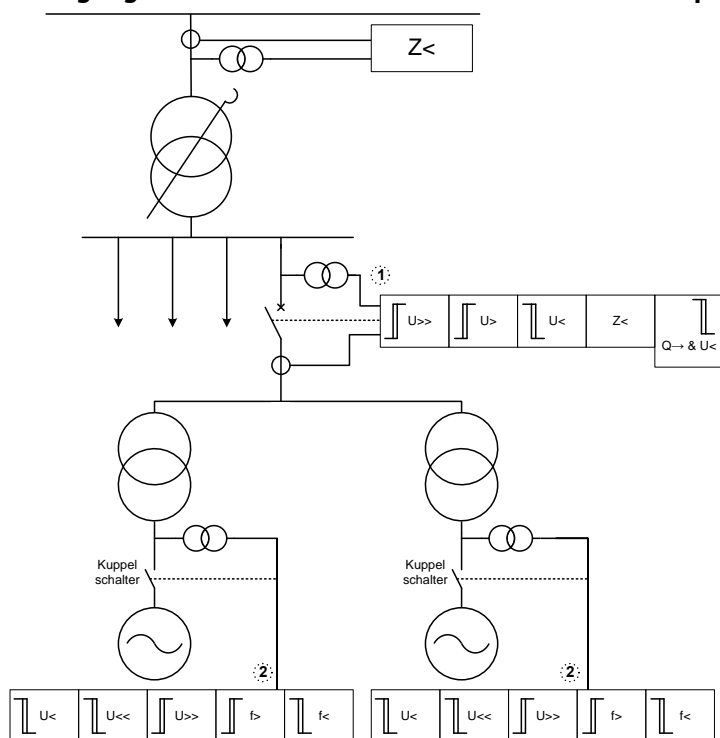 Z<
1
U>> U> U< Z< Q→ & U<
Kuppel
schalter
Kuppel
schalter
2
2
U< U<< U>> f> f<
U< U<< U>> f> f<